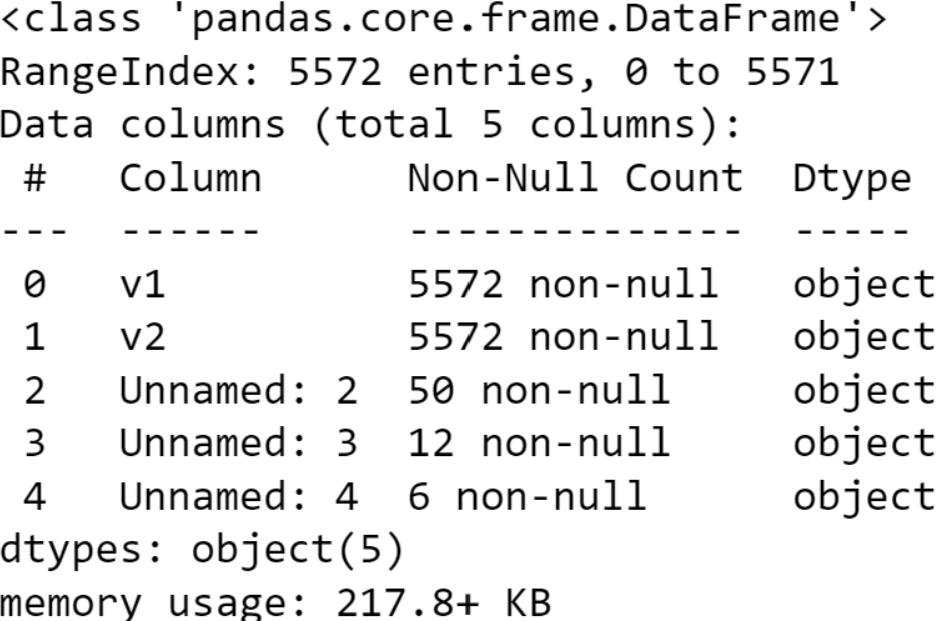 <class 'pandas.core.frame.DataFrame'>
RangeIndex: 5572 entries, 0 to 5571
Data columns (total 5 columns):
 #   Column      Non-Null Count  Dtype
---  ------      --------------  -----
 0   v1          5572 non-null   object
 1   v2          5572 non-null   object
 2   Unnamed: 2  50 non-null     object
 3   Unnamed: 3  12 non-null     object
 4   Unnamed: 4  6 non-null      object
dtypes: object(5)
memory usage: 217.8+ KB